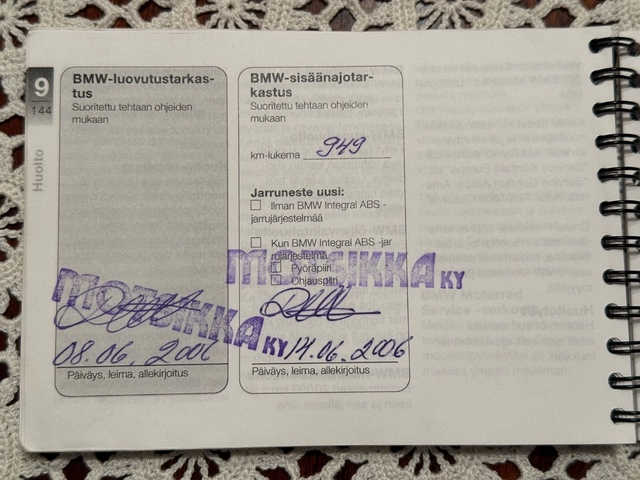 9
144
Huolto
BMW-luovutustarkas-
tus
Suoritettu tehtaan ohjeiden
mukaan
MOTSIKKA KY
08.06.2006
Päiväys, leima, allekirjoitus
BMW-sisäänajotar-
kastus
Suoritettu tehtaan ohjeiden
mukaan
km-lukema 949
Jarruneste uusi:
Ilman BMW Integral ABS -
jarrujärjestelmää
Kun BMW Integral ABS -jar
rujärjestelmä
Pyöräpiiri
Ohjauspiiri
MOTSIKKA KY
14.06.2006
Päiväys, leima, allekirjoitus